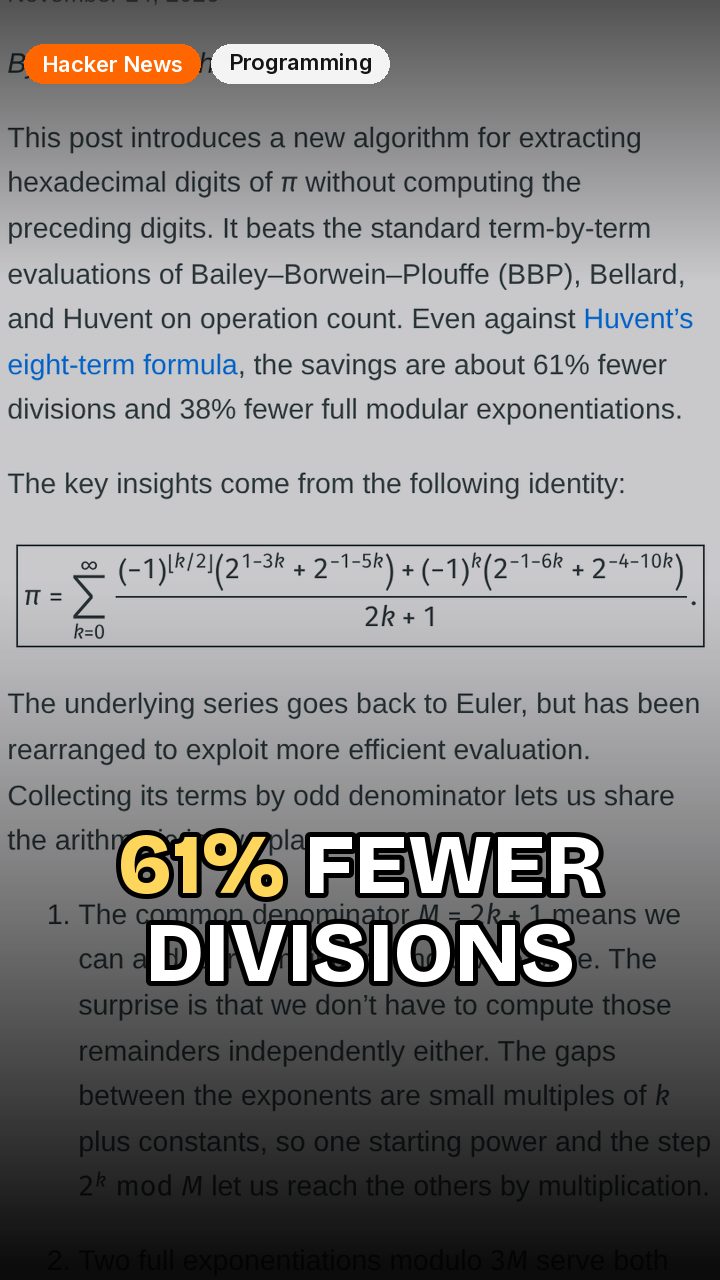 Hacker News Programming
This post introduces a new algorithm for extracting
hexadecimal digits of π without computing the
preceding digits. It beats the standard term-by-term
evaluations of Bailey–Borwein–Plouffe (BBP), Bellard,
and Huvent on operation count. Even against Huvent’s
eight-term formula, the savings are about 61% fewer
divisions and 38% fewer full modular exponentiations.
The key insights come from the following identity:
π = ∑_{k=0}^{∞} ((−1)^{⌊k/2⌋}(2^{1−3k} + 2^{−1−5k}) + (−1)^k(2^{−1−6k} + 2^{−4−10k})) / (2k + 1).
The underlying series goes back to Euler, but has been
rearranged to exploit more efficient evaluation.
Collecting its terms by odd denominator lets us share
the
61% FEWER
1. The common denominator M = 2k + 1 means we
DIVISIONS
can The
surprise is that we don’t have to compute those
remainders independently either. The gaps
between the exponents are small multiples of k
plus constants, so one starting power and the step
2^k mod M let us reach the others by multiplication.
2. Two full exponentiations modulo 3M serve both